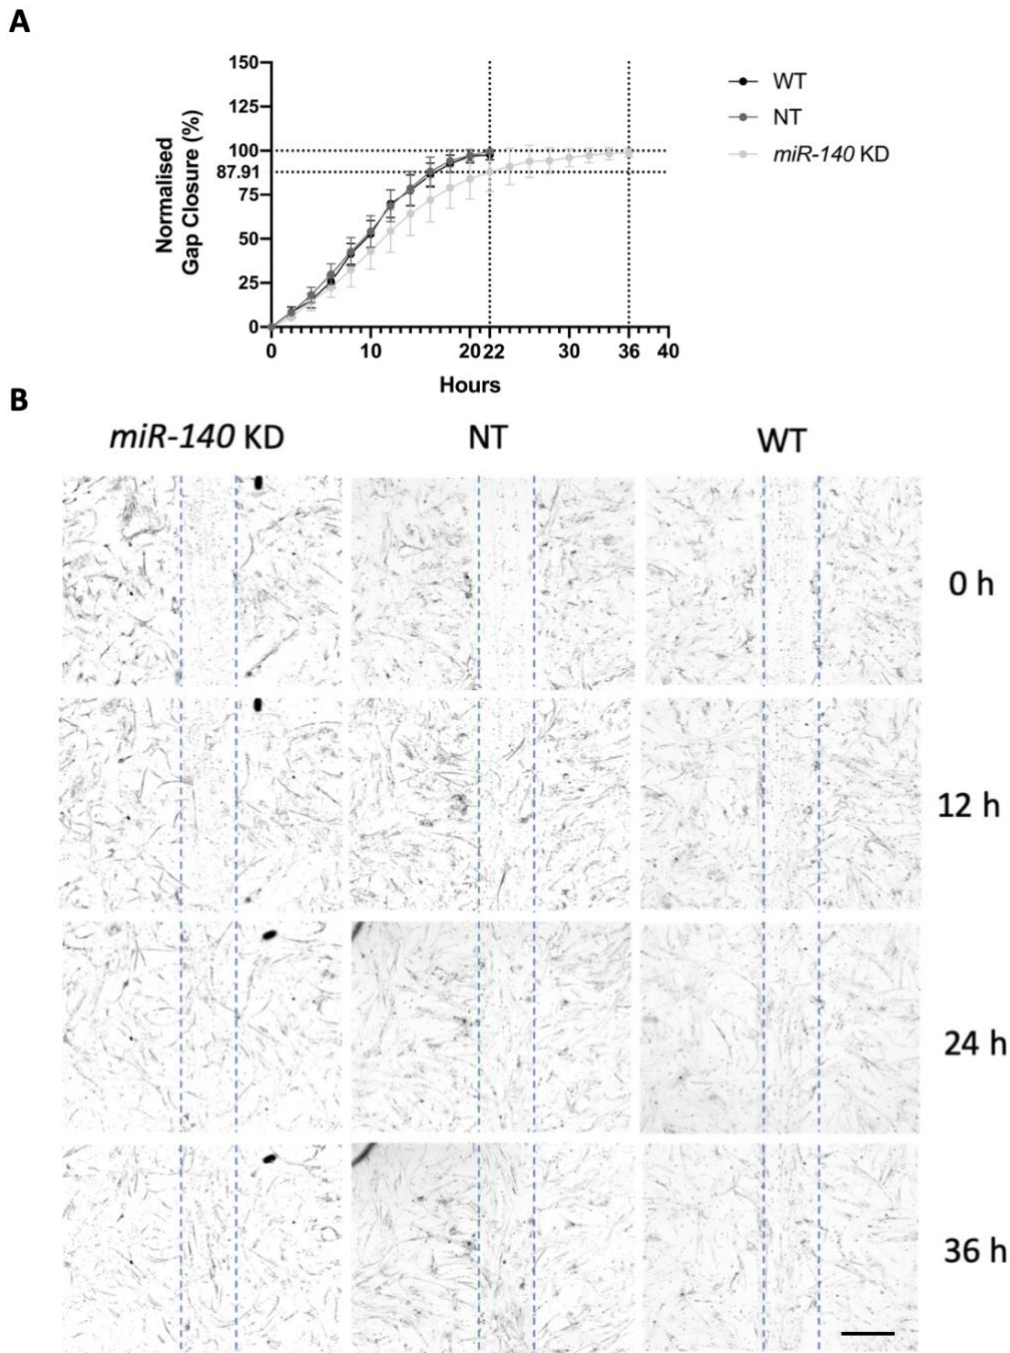 A
Normalised
Gap Closure (%)
150
125
100
87.91
75
50
25
0
0 10 20 22 30 36 40
Hours
WT
NT
miR-140 KD
B
miR-140 KD NT WT
0 h
12 h
24 h
36 h